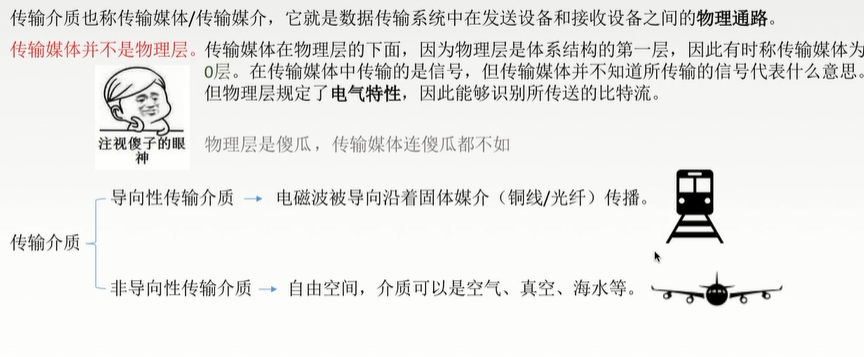 传输介质也称传输媒体/传输媒介，它就是数据传输系统中在发送设备和接收设备之间的物理通路。
传输媒体并不是物理层。传输媒体在物理层的下面，因为物理层是体系结构的第一层，因此有时称传输媒体为
0层。在传输媒体中传输的是信号，但传输媒体并不知道所传输的信号代表什么意思。
但物理层规定了电气特性，因此能够识别所传送的比特流。
注视傻子的眼
神
物理层是傻瓜，传输媒体连傻瓜都不如
导向性传输介质
电磁波被导向沿着固体媒介（铜线/光纤）传播。
传输介质
非导向性传输介质
自由空间，介质可以是空气、真空、海水等。